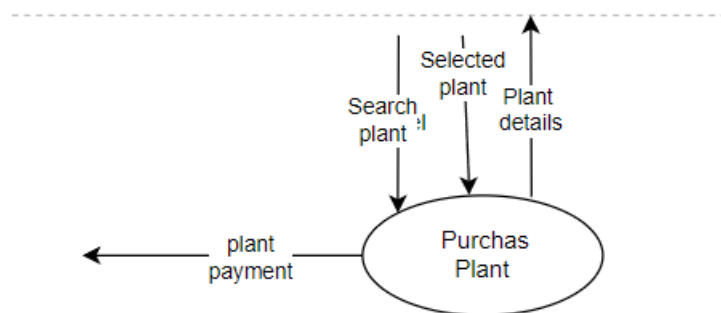 Selected
plant
Search
plant
Plant
details
plant
payment
Purchas
Plant